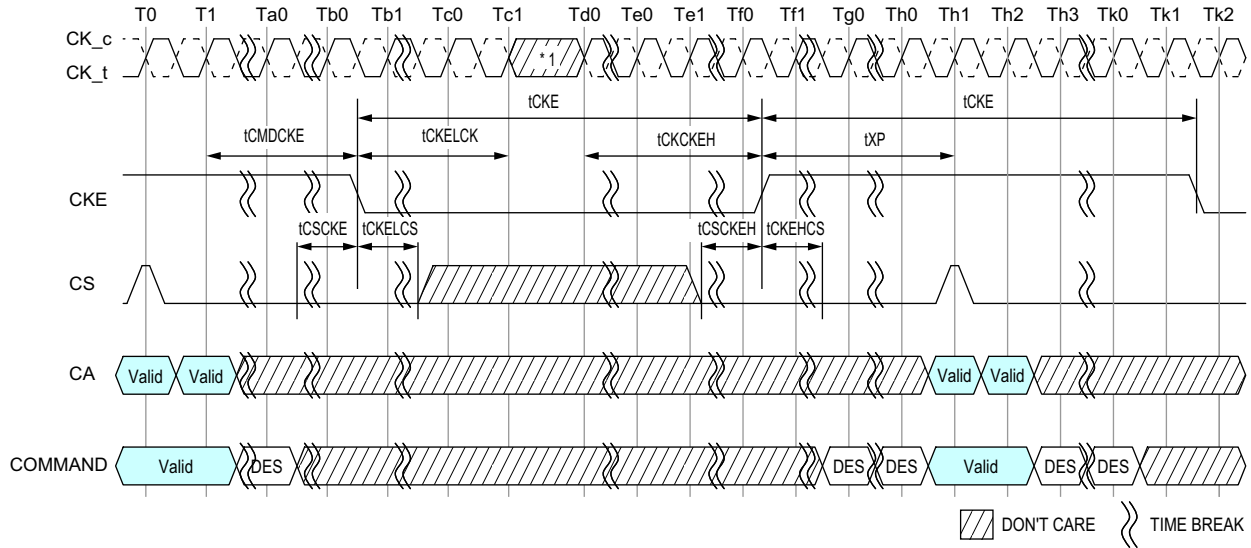 T0 T1 Ta0 Tb0 Tb1 Tc0 Tc1 Td0 Te0 Te1 Tf0 Tf1 Tg0 Th0 Th1 Th2 Th3 Tk0 Tk1 Tk2
CK_c
CK_t
*1
tCKE tCKE
tCMDCKE tCKELCK tCKCKEH tXP
CKE
tCSCKE tCKELCS tCSCKEH tCKEHCS
CS
CA Valid Valid Valid Valid
COMMAND Valid DES DES DES Valid DES DES
DON'T CARE TIME BREAK